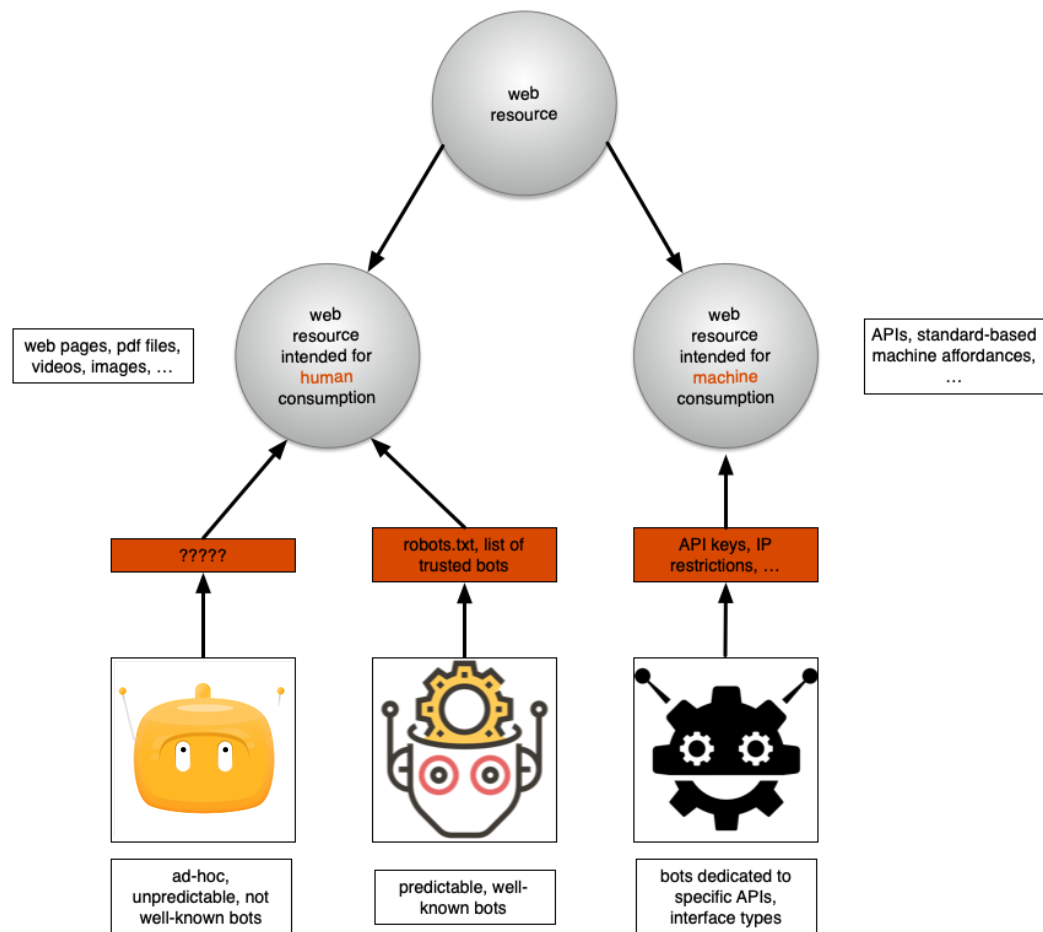 web
resource
web
resource
intended for
human
consumption
web
resource
intended for
machine
consumption
web pages, pdf files,
videos, images, …
APIs, standard-based
machine affordances,
…
?????
robots.txt, list of
trusted bots
API keys, IP
restrictions, …
ad-hoc,
unpredictable, not
well-known bots
predictable, well-
known bots
bots dedicated to
specific APIs,
interface types